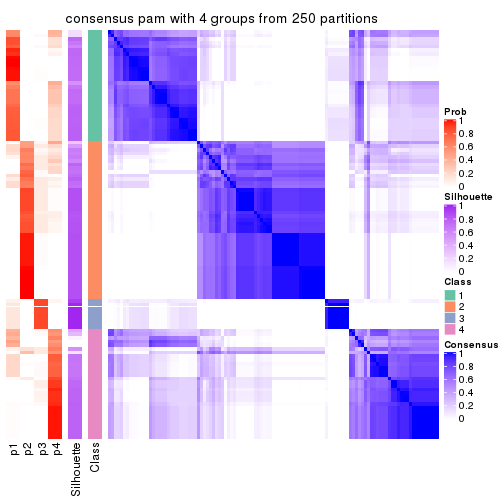 consensus pam with 4 groups from 250 partitions
Prob
1
0.8
0.6
0.4
0.2
0
Silhouette
1
0.8
0.6
0.4
0.2
0
Class
1
2
3
4
Consensus
1
0.8
0.6
0.4
0.2
0
p1
p2
p3
p4
Silhouette
Class